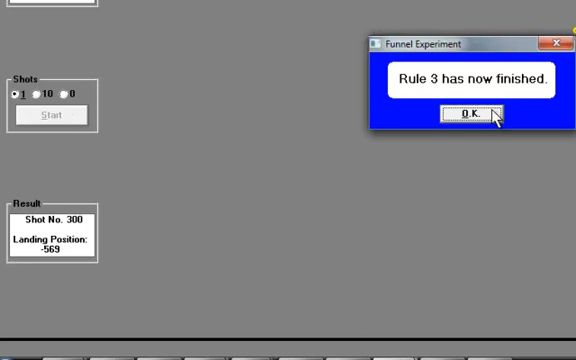 Funnel Experiment
Rule 3 has now finished.
O.K.
Shots
1 10 0
Start
Result
Shot No. 300
Landing Position:
-569